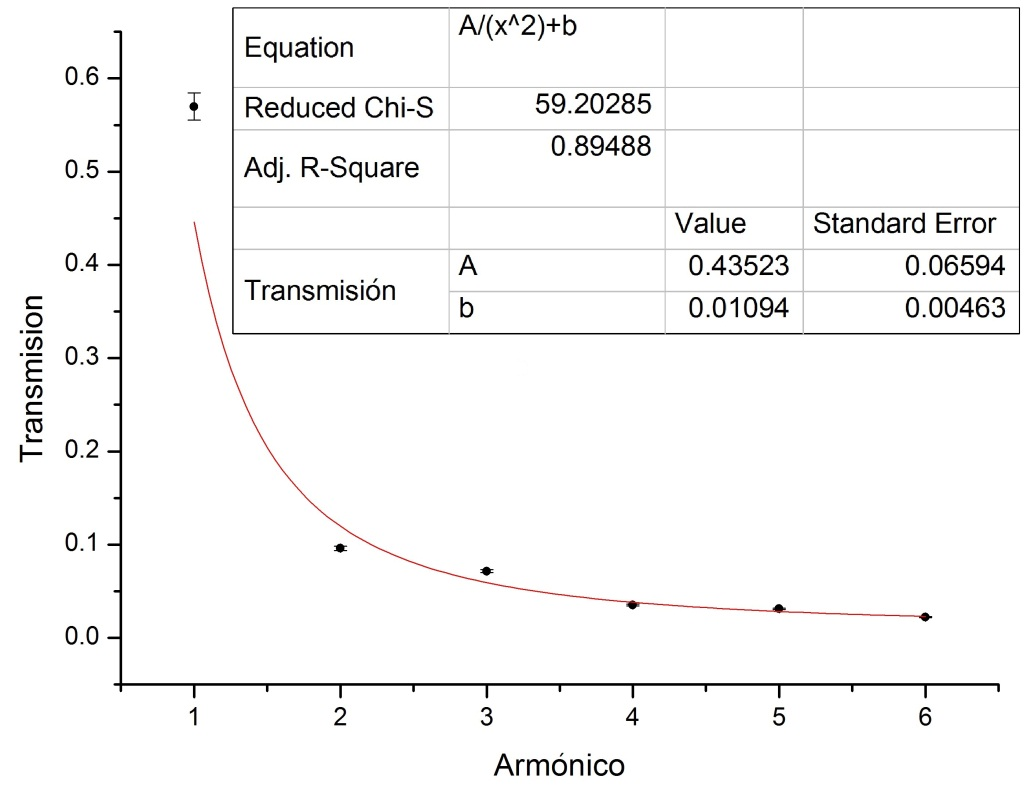 Equation A/(x^2)+b
Reduced Chi-S 59.20285
Adj. R-Square 0.89488
Value Standard Error
Transmisión A 0.43523 0.06594
b 0.01094 0.00463
0.6
0.5
0.4
0.3
0.2
0.1
0.0
Transmision
1 2 3 4 5 6
Armónico